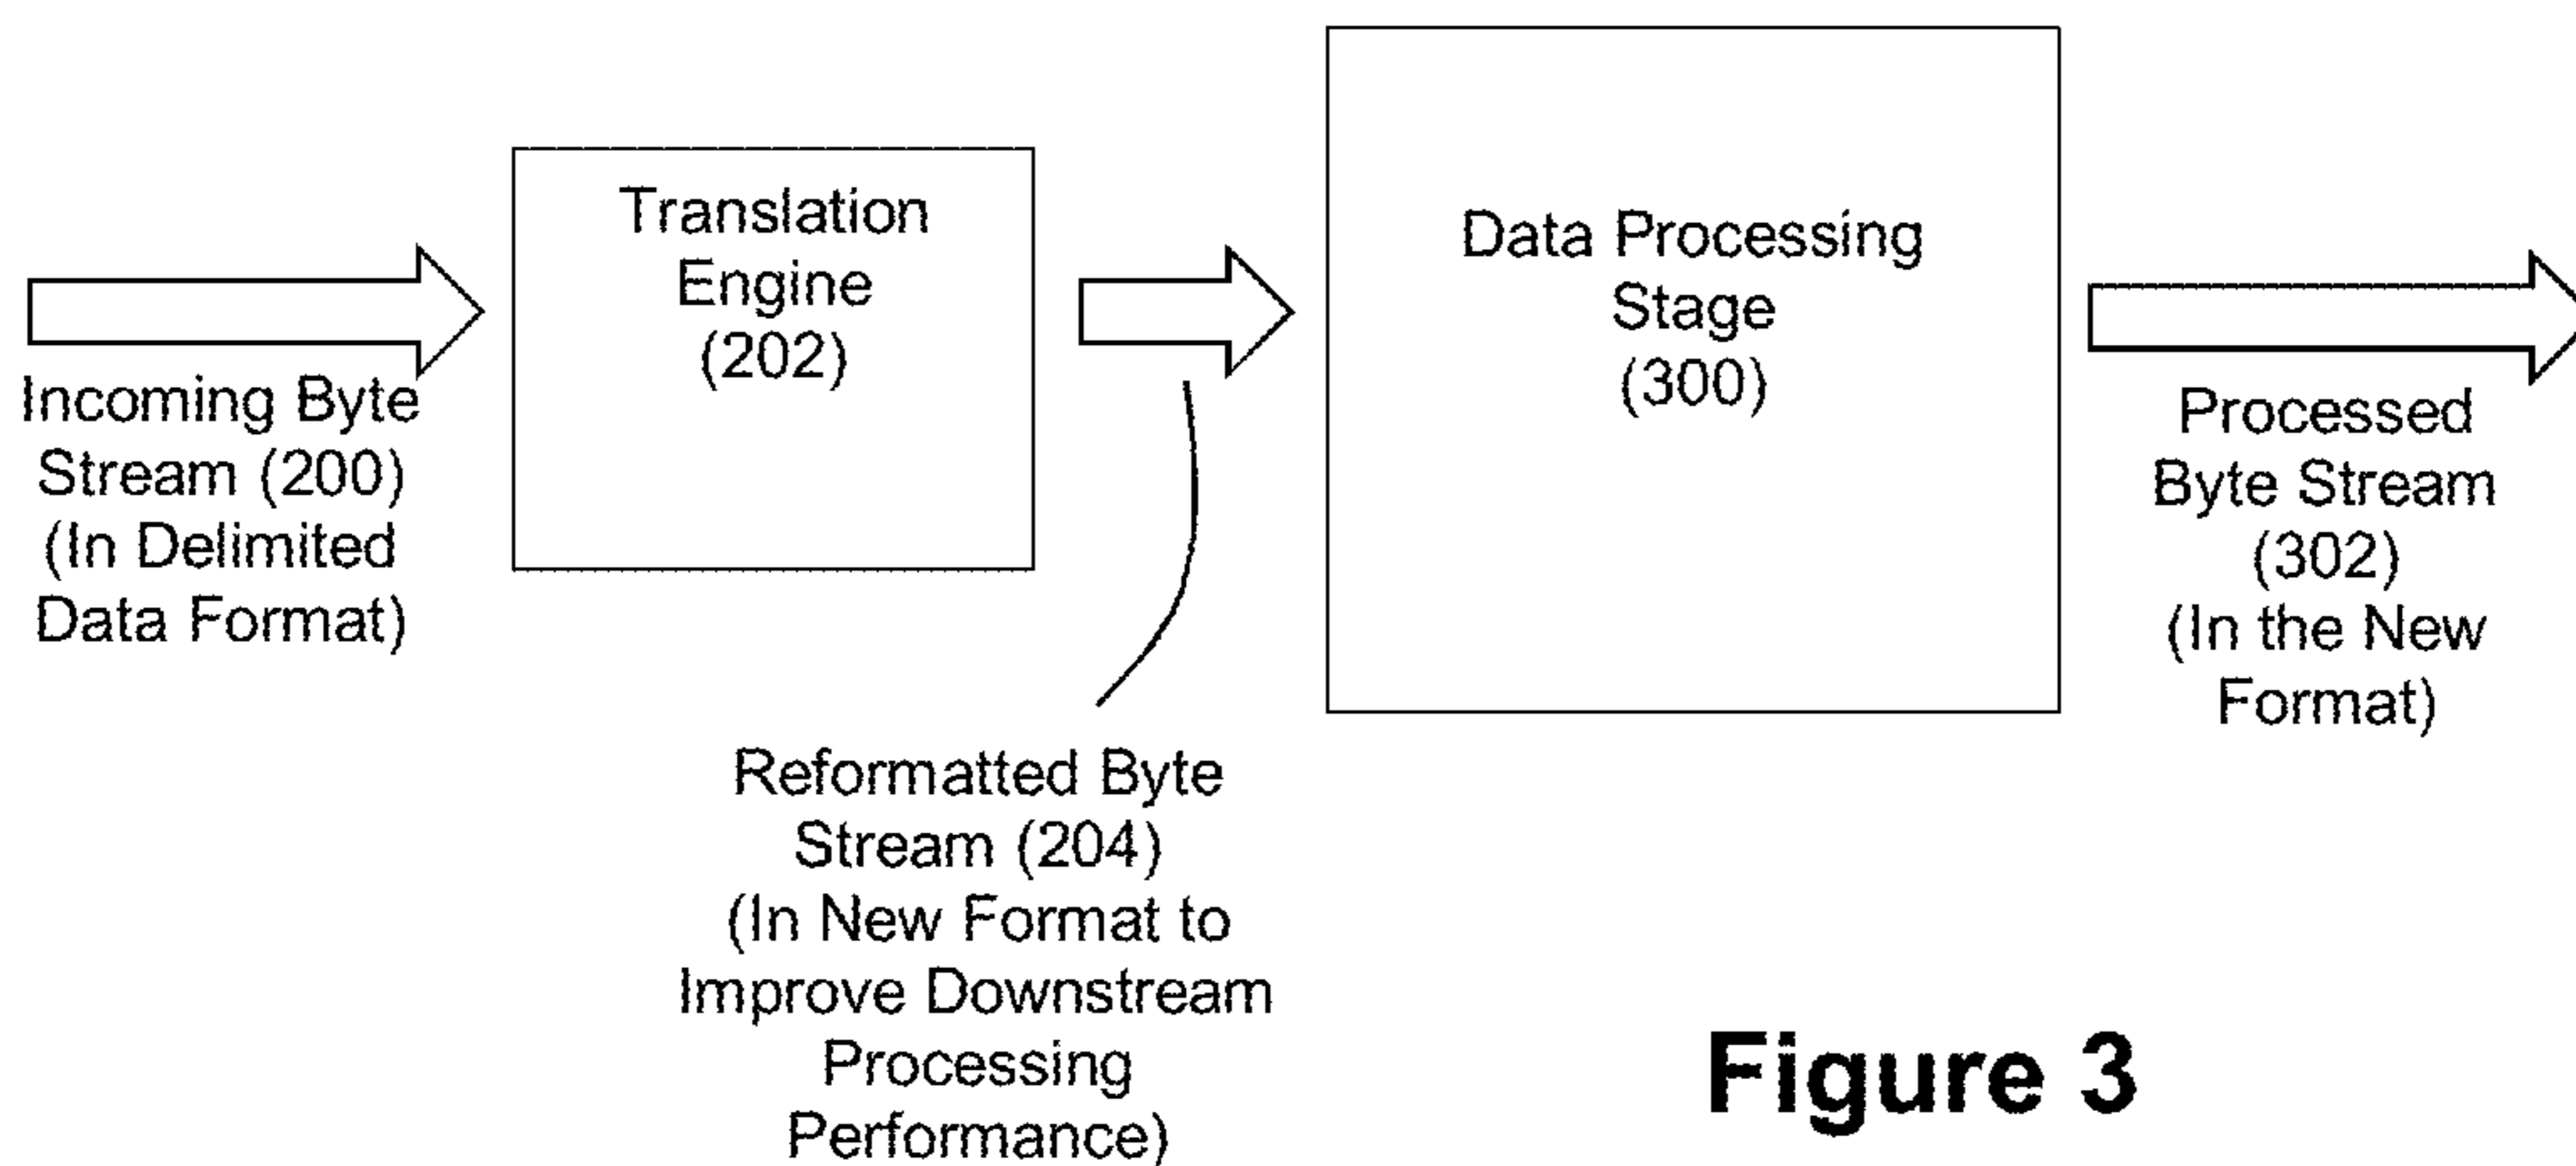 Incoming Byte
Stream (200)
(In Delimited
Data Format)
Translation
Engine
(202)
Reformatted Byte
Stream (204)
(In New Format to
Improve Downstream
Processing
Performance)
Data Processing
Stage
(300)
Processed
Byte Stream
(302)
(In the New
Format)
Figure 3